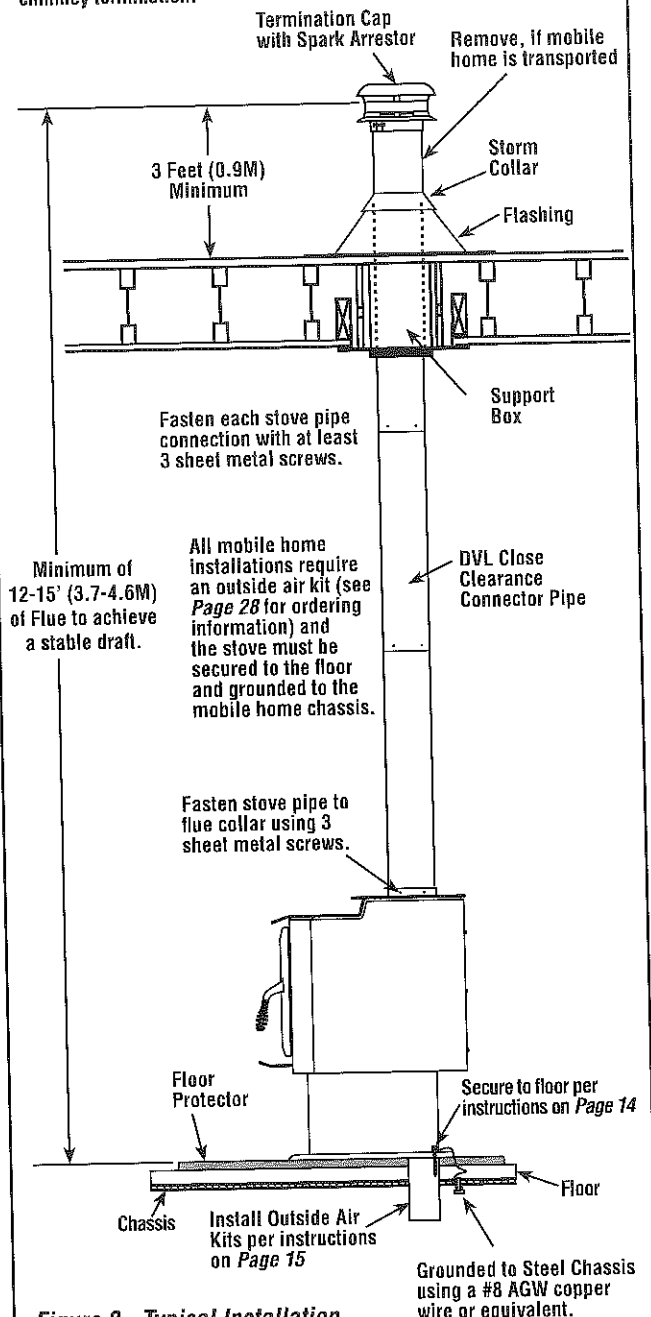 chimney termination.
Termination Cap
with Spark Arrestor
Remove, if mobile
home is transported
3 Feet (0.9M)
Minimum
Storm
Collar
Flashing
Support
Box
Fasten each stove pipe
connection with at least
3 sheet metal screws.
Minimum of
12-15' (3.7-4.6M)
of Flue to achieve
a stable draft.
All mobile home
installations require
an outside air kit (see
Page 28 for ordering
information) and
the stove must be
secured to the floor
and grounded to the
mobile home chassis.
DVL Close
Clearance
Connector Pipe
Fasten stove pipe to
flue collar using 3
sheet metal screws.
Floor
Protector
Secure to floor per
instructions on Page 14
Chassis
Install Outside Air
Kits per instructions
on Page 15
Floor
Grounded to Steel Chassis
using a #8 AGW copper
wire or equivalent.
Typical Installation